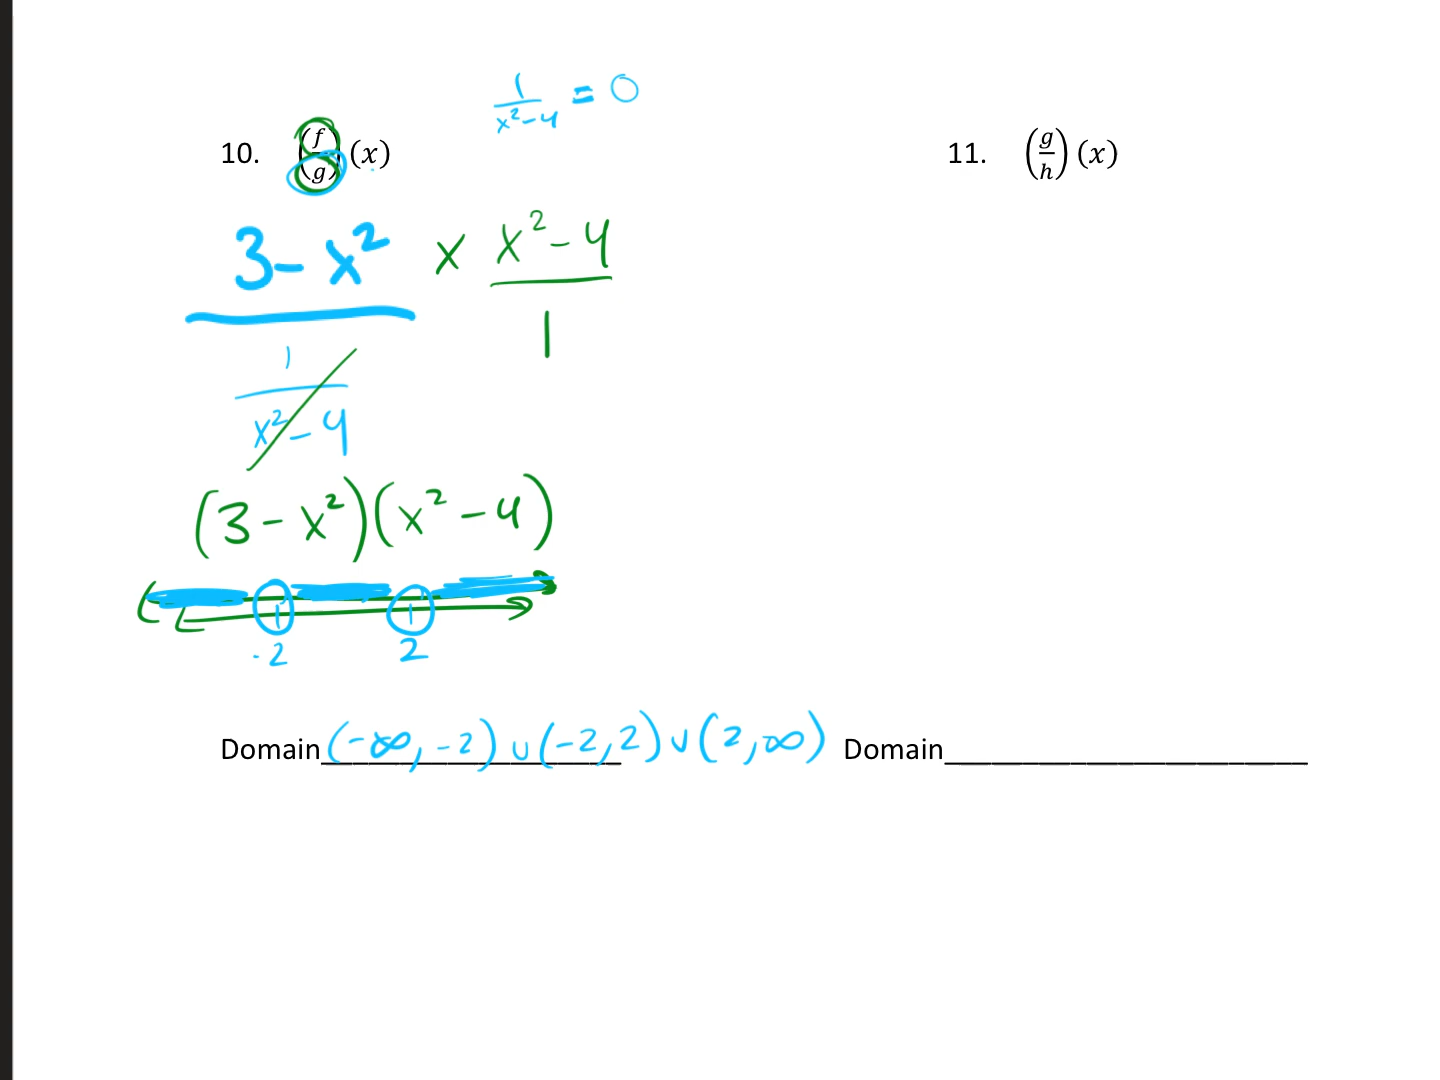 1/(x²-4) = 0
10. (f/g)(x)
11. (g/h)(x)
3-x² × x²-4
1/(x²-4) 1
(3-x²)(x²-4)
-2 2
Domain (-∞,-2)∪(-2,2)∪(2,∞) Domain